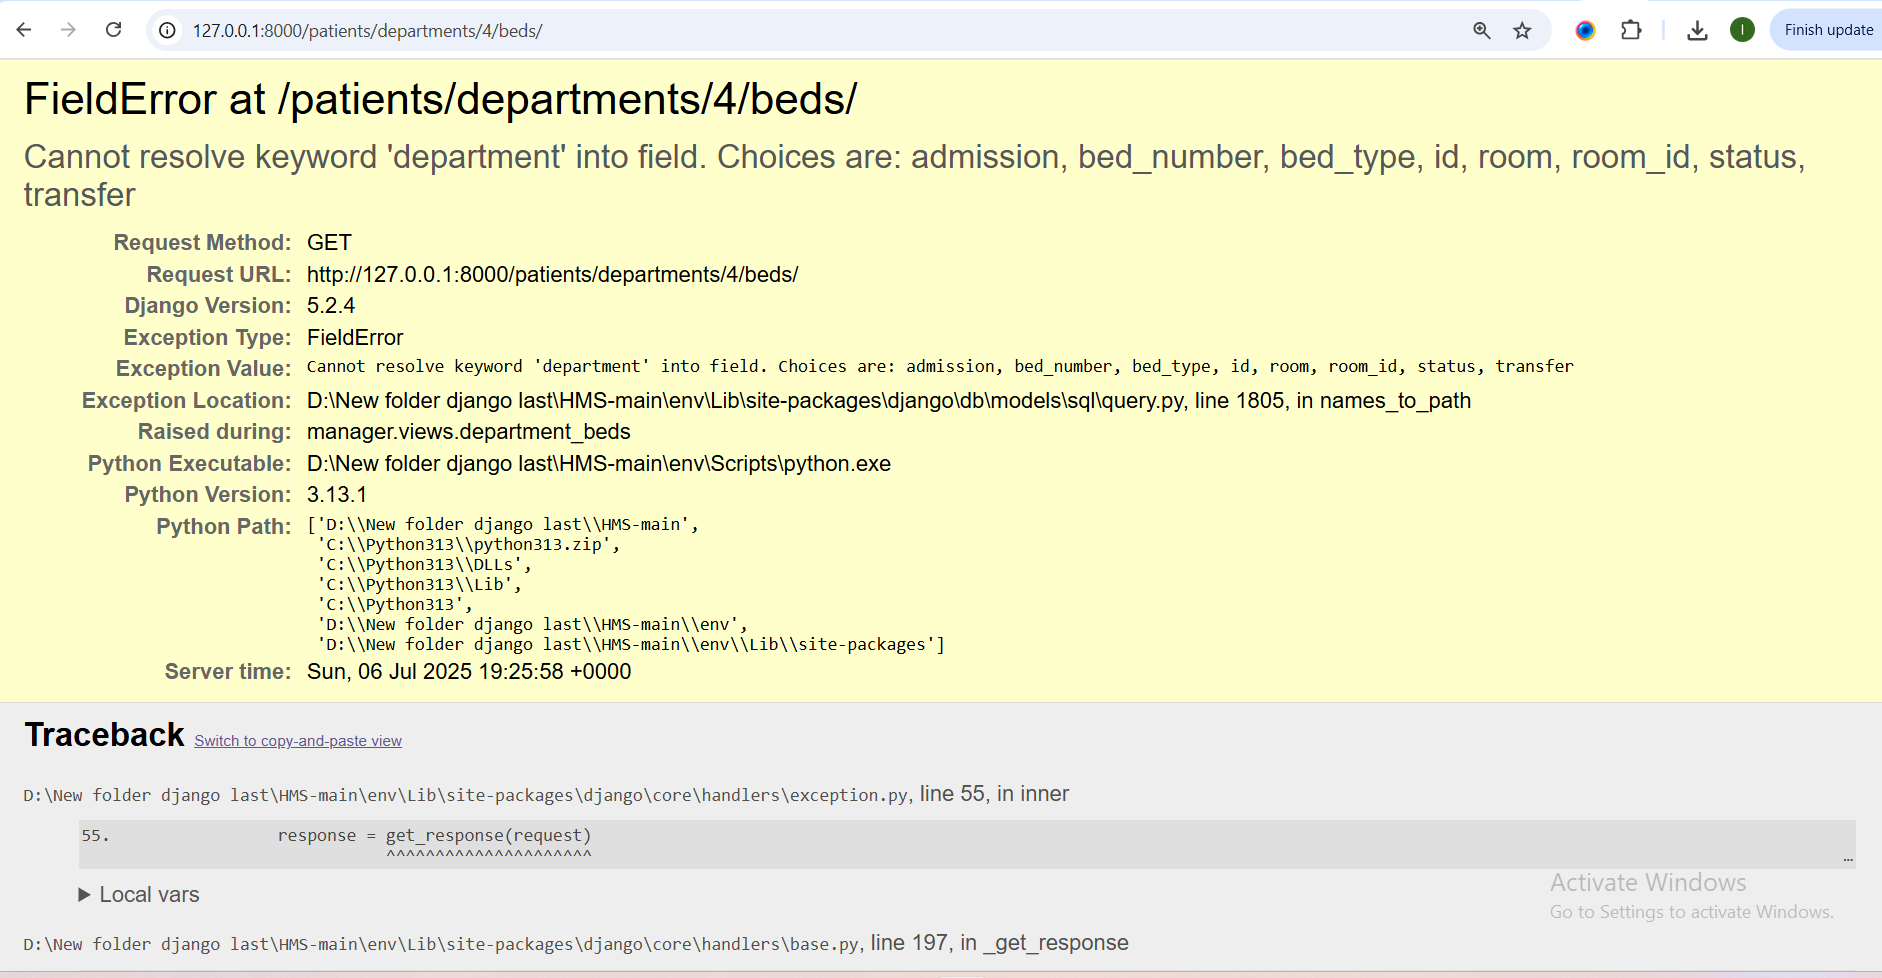 127.0.0.1:8000/patients/departments/4/beds/
I
Finish update
FieldError at /patients/departments/4/beds/
Cannot resolve keyword 'department' into field. Choices are: admission, bed_number, bed_type, id, room, room_id, status,
transfer
Request Method: GET
Request URL: http://127.0.0.1:8000/patients/departments/4/beds/
Django Version: 5.2.4
Exception Type: FieldError
Exception Value: Cannot resolve keyword 'department' into field. Choices are: admission, bed_number, bed_type, id, room, room_id, status, transfer
Exception Location: D:\New folder django last\HMS-main\env\Lib\site-packages\django\db\models\sql\query.py, line 1805, in names_to_path
Raised during: manager.views.department_beds
Python Executable: D:\New folder django last\HMS-main\env\Scripts\python.exe
Python Version: 3.13.1
Python Path: ['D:\\New folder django last\\HMS-main',
'C:\\Python313\\python313.zip',
'C:\\Python313\\DLLs',
'C:\\Python313\\Lib',
'C:\\Python313',
'D:\\New folder django last\\HMS-main\\env',
'D:\\New folder django last\\HMS-main\\env\\Lib\\site-packages']
Server time: Sun, 06 Jul 2025 19:25:58 +0000
Traceback Switch to copy-and-paste view
D:\New folder django last\HMS-main\env\Lib\site-packages\django\core\handlers\exception.py, line 55, in inner
55. response = get_response(request)
^^^^^^^^^^^^^^^^^^^^^
…
▶ Local vars
Activate Windows
Go to Settings to activate Windows.
D:\New folder django last\HMS-main\env\Lib\site-packages\django\core\handlers\base.py, line 197, in _get_response